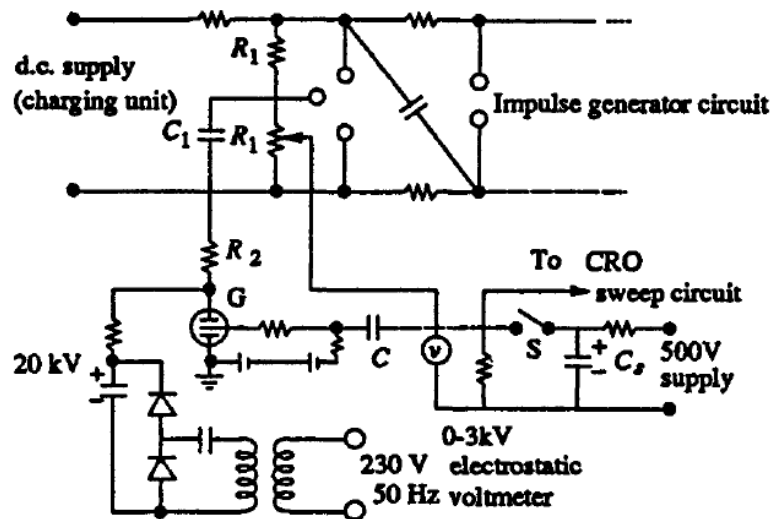 R1
d.c. supply
(charging unit)
C1
R1
Impulse generator circuit
R2
To CRO
sweep circuit
G
20 kV
+
-
C
v
S
+
-
Cs
500V
supply
0-3kV
230 V electrostatic
50 Hz voltmeter